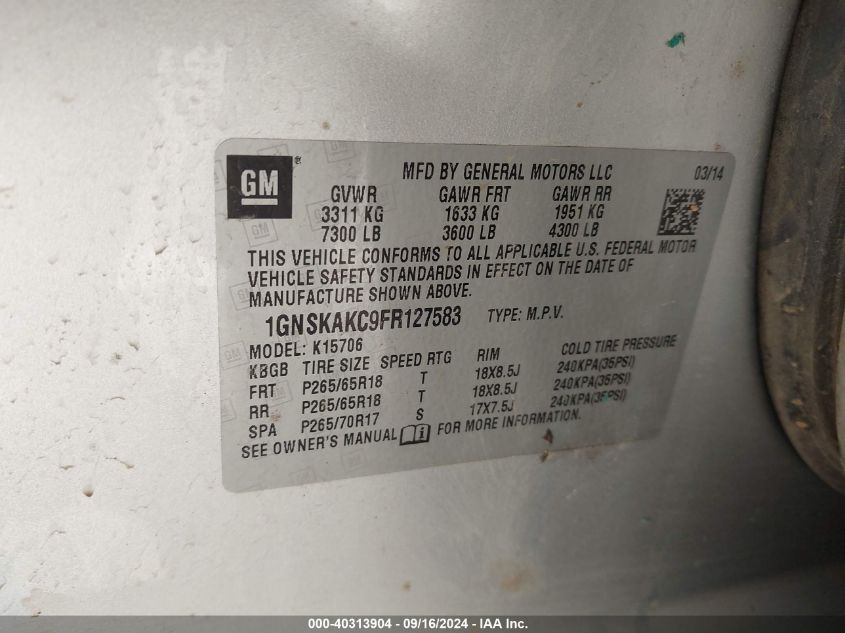 GM
MFD BY GENERAL MOTORS LLC 03/14
GVWR GAWR FRT GAWR RR
3311 KG 1633 KG 1951 KG
7300 LB 3600 LB 4300 LB
THIS VEHICLE CONFORMS TO ALL APPLICABLE U.S. FEDERAL MOTOR
VEHICLE SAFETY STANDARDS IN EFFECT ON THE DATE OF
MANUFACTURE SHOWN ABOVE.
1GNSKAKC9FR127583 TYPE: M.P.V.
MODEL: K15706
KBGB TIRE SIZE SPEED RTG RIM COLD TIRE PRESSURE
FRT P265/65R18 T 18X8.5J 240KPA(35PSI)
RR P265/65R18 T 18X8.5J 240KPA(35PSI)
SPA P265/70R17 S 17X7.5J 240KPA(35PSI)
SEE OWNER'S MANUAL FOR MORE INFORMATION.
000-40313904 - 09/16/2024 - IAA Inc.